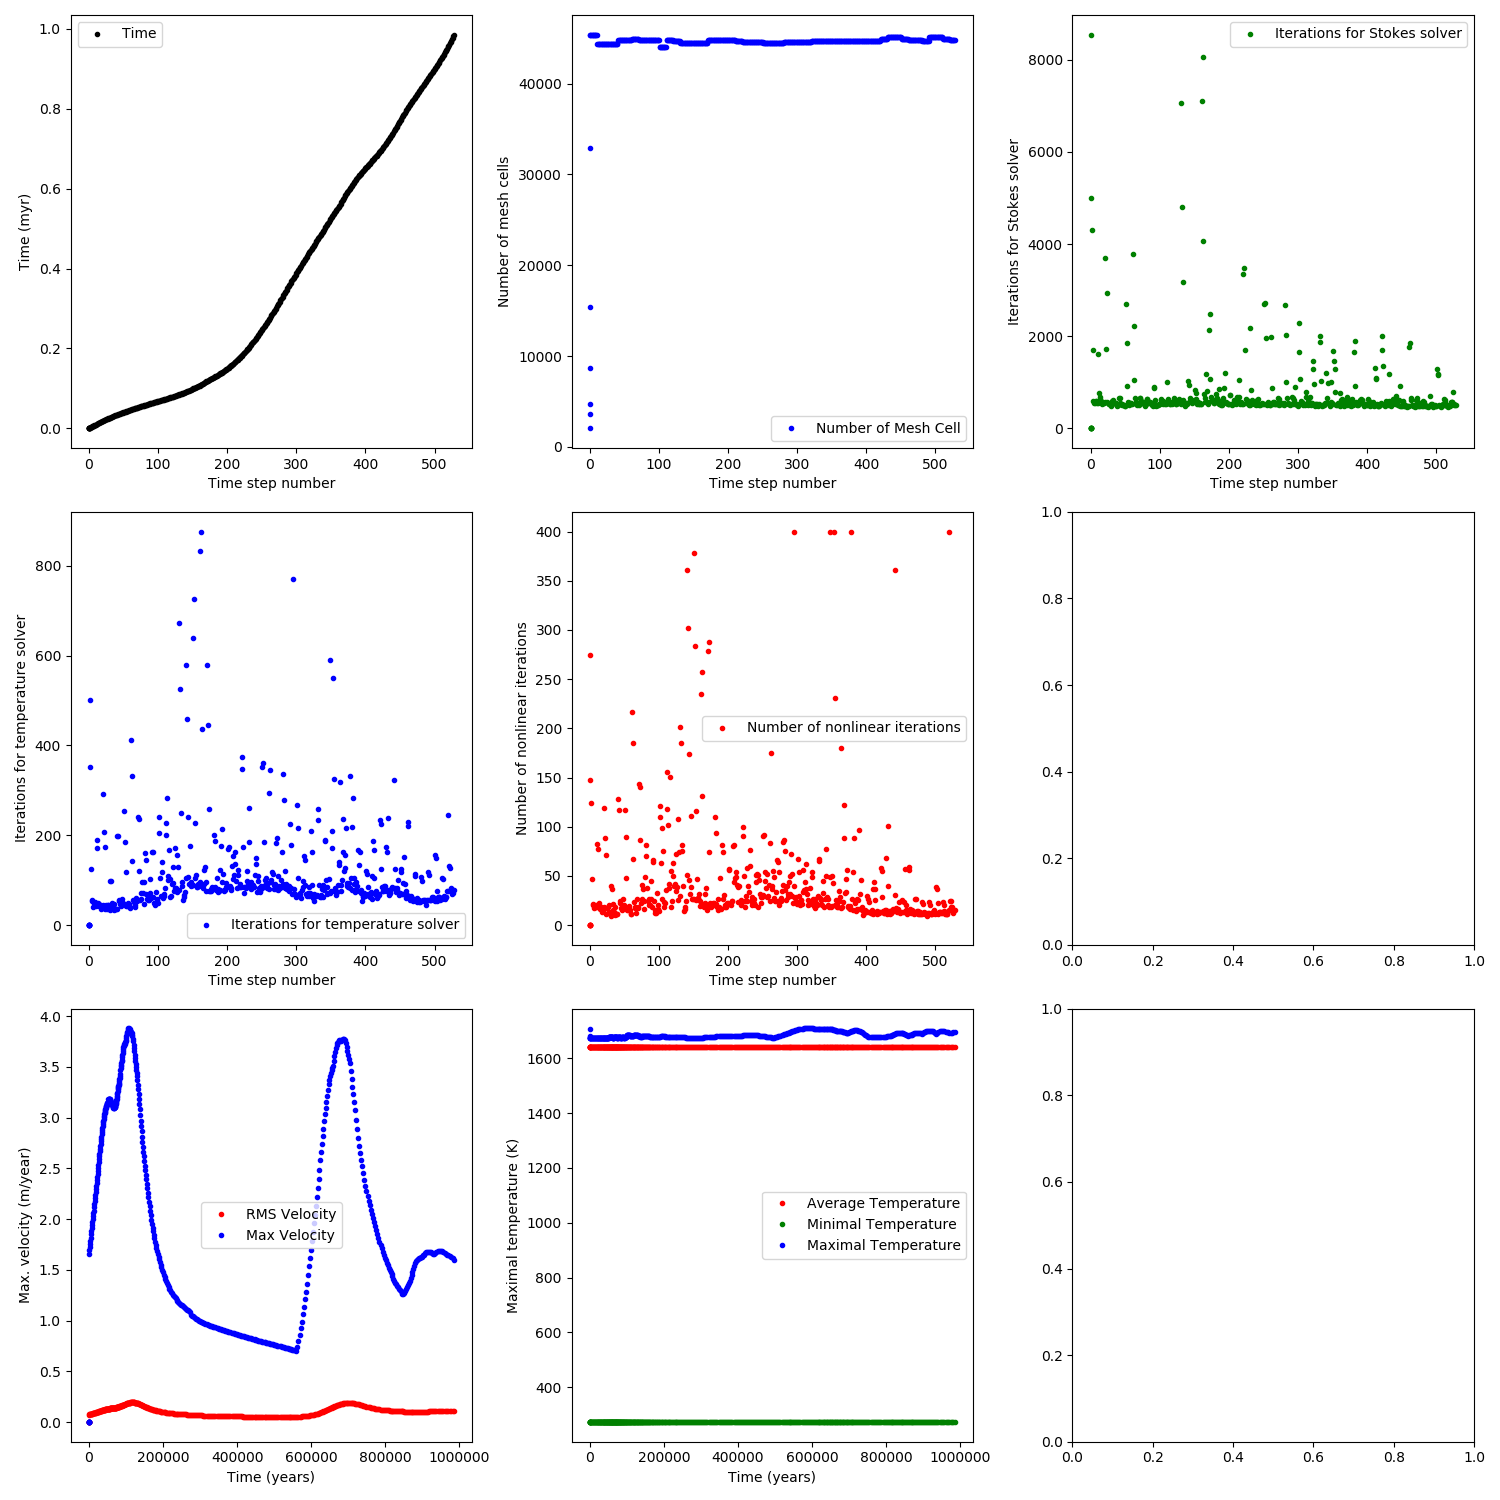 Time
Time (myr)
1.0
0.8
0.6
0.4
0.2
0.0
0 100 200 300 400 500
Time step number
Number of Mesh Cell
Number of mesh cells
40000
30000
20000
10000
0
0 100 200 300 400 500
Time step number
Iterations for Stokes solver
Iterations for Stokes solver
8000
6000
4000
2000
0
0 100 200 300 400 500
Time step number
Iterations for temperature solver
Iterations for temperature solver
800
600
400
200
0
0 100 200 300 400 500
Time step number
Number of nonlinear iterations
Number of nonlinear iterations
400
350
300
250
200
150
100
50
0
0 100 200 300 400 500
Time step number
1.0
0.8
0.6
0.4
0.2
0.0
0.0 0.2 0.4 0.6 0.8 1.0
RMS Velocity
Max Velocity
Max. velocity (m/year)
4.0
3.5
3.0
2.5
2.0
1.5
1.0
0.5
0.0
0 200000 400000 600000 800000 1000000
Time (years)
Average Temperature
Minimal Temperature
Maximal Temperature
Maximal temperature (K)
1600
1400
1200
1000
800
600
400
0 200000 400000 600000 800000 1000000
Time (years)
1.0
0.8
0.6
0.4
0.2
0.0
0.0 0.2 0.4 0.6 0.8 1.0